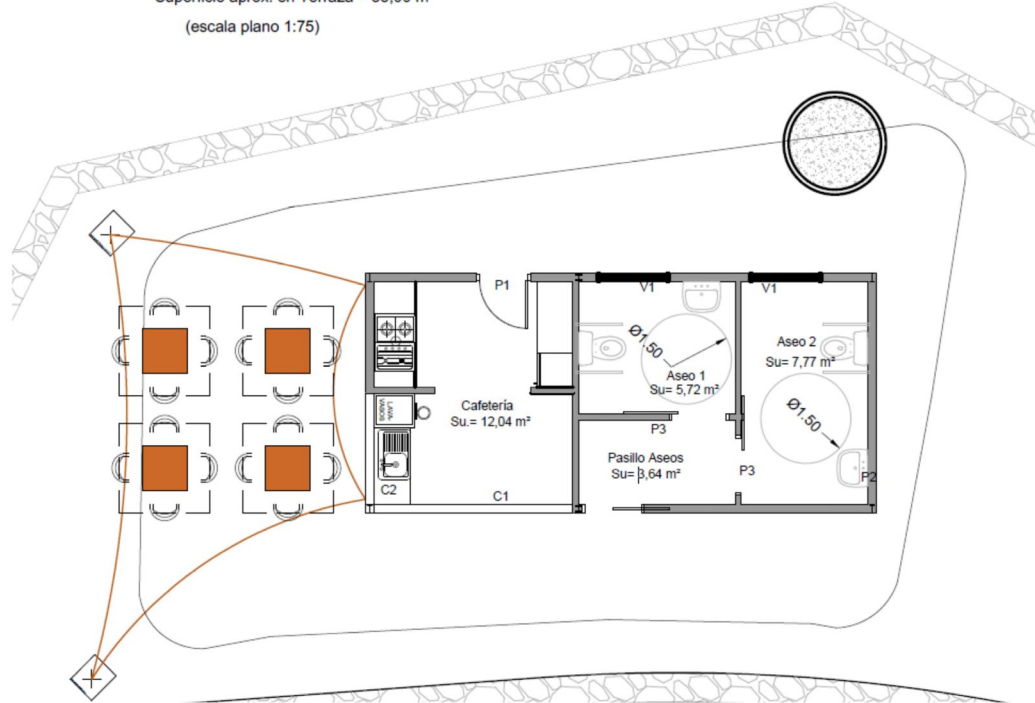 (escala plano 1:75)
P1
V1
V1
Ø1.50
Aseo 1
Su= 5,72 m²
Aseo 2
Su= 7,77 m²
Cafetería
Su.= 12,04 m²
LAVA
VASOS
Ø1.50
P3
Pasillo Aseos
Su= 3,64 m²
P3
P2
C2
C1